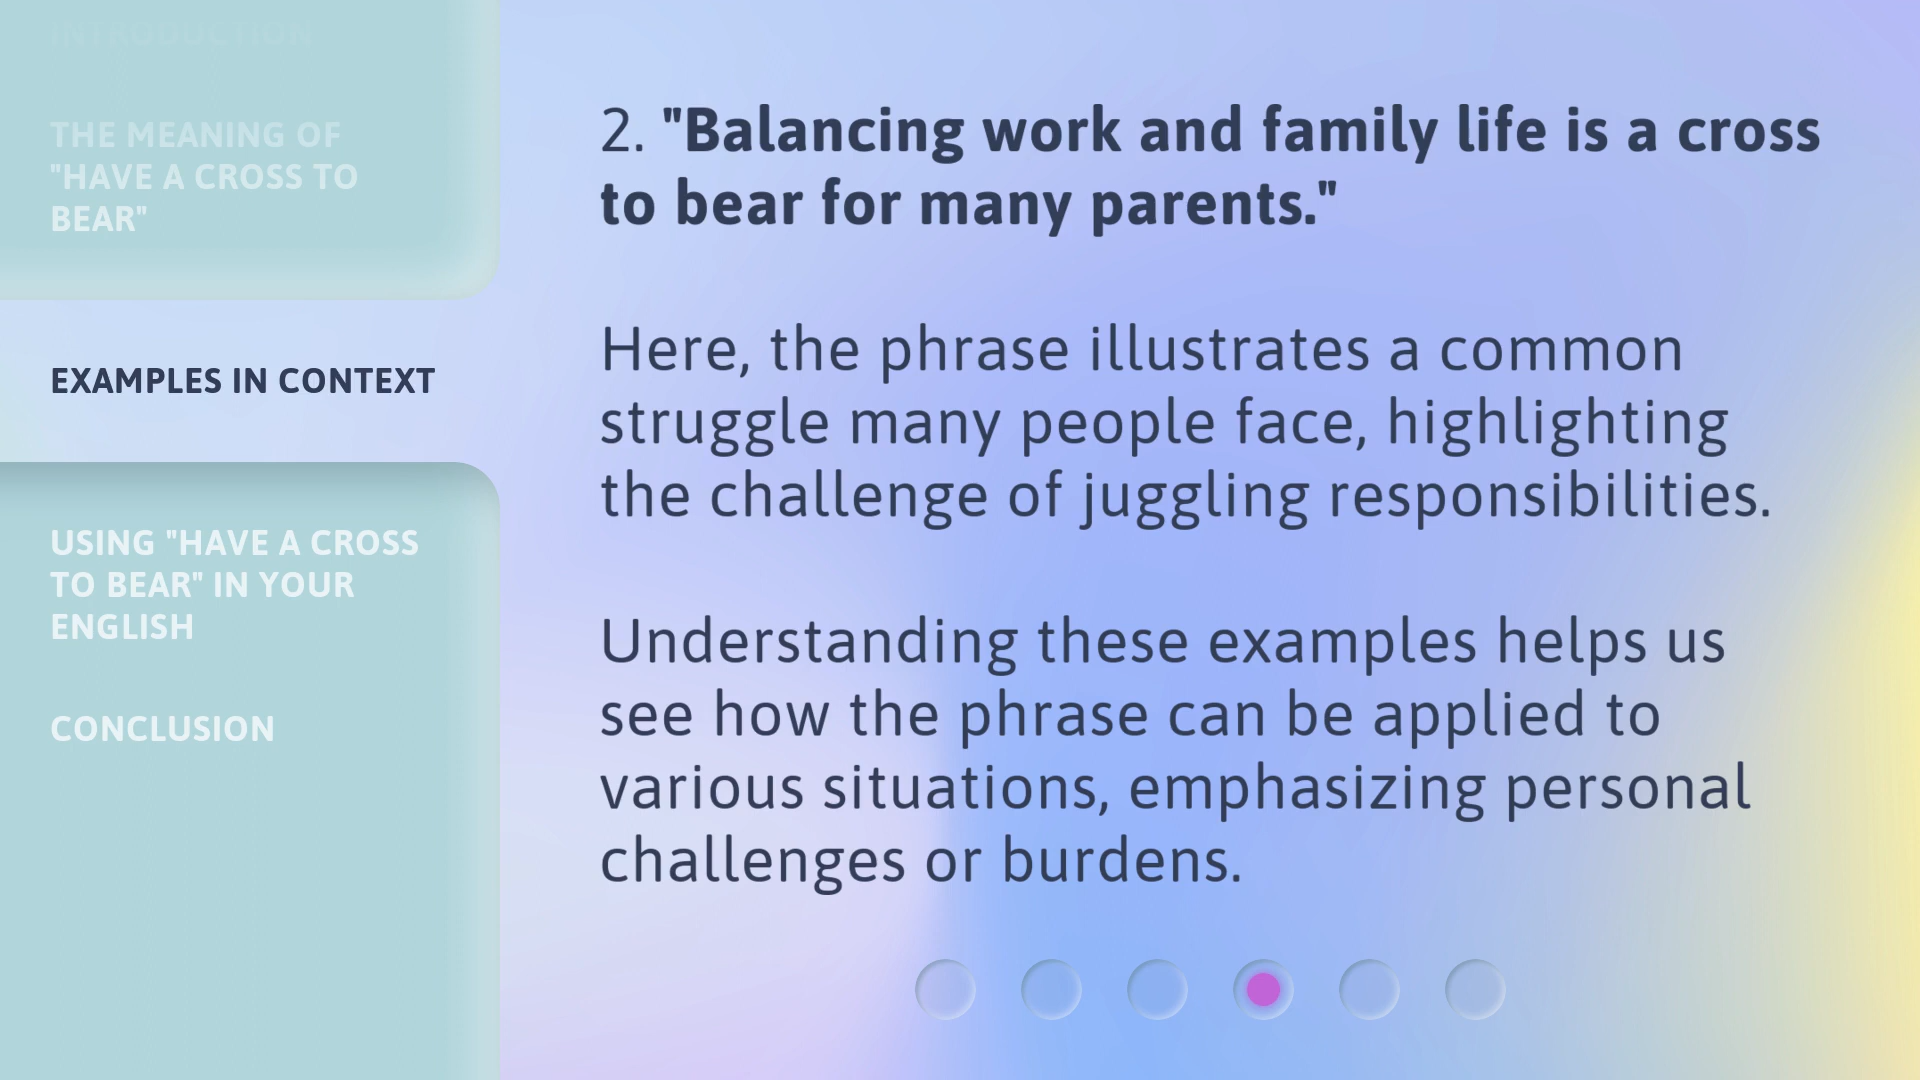 INTRODUCTION
THE MEANING OF
"HAVE A CROSS TO
BEAR"
EXAMPLES IN CONTEXT
USING "HAVE A CROSS
TO BEAR" IN YOUR
ENGLISH
CONCLUSION
2. "Balancing work and family life is a cross
to bear for many parents."
Here, the phrase illustrates a common
struggle many people face, highlighting
the challenge of juggling responsibilities.
Understanding these examples helps us
see how the phrase can be applied to
various situations, emphasizing personal
challenges or burdens.